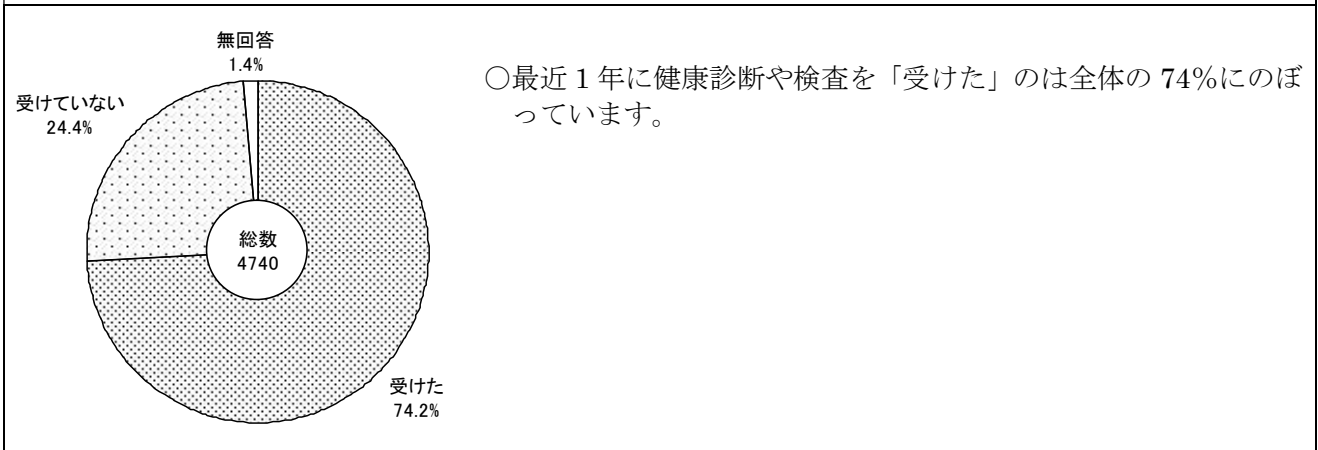 無回答
1.4%
受けていない
24.4%
総数
4740
受けた
74.2%
○最近1年に健康診断や検査を「受けた」のは全体の 74%にのぼ
っています。